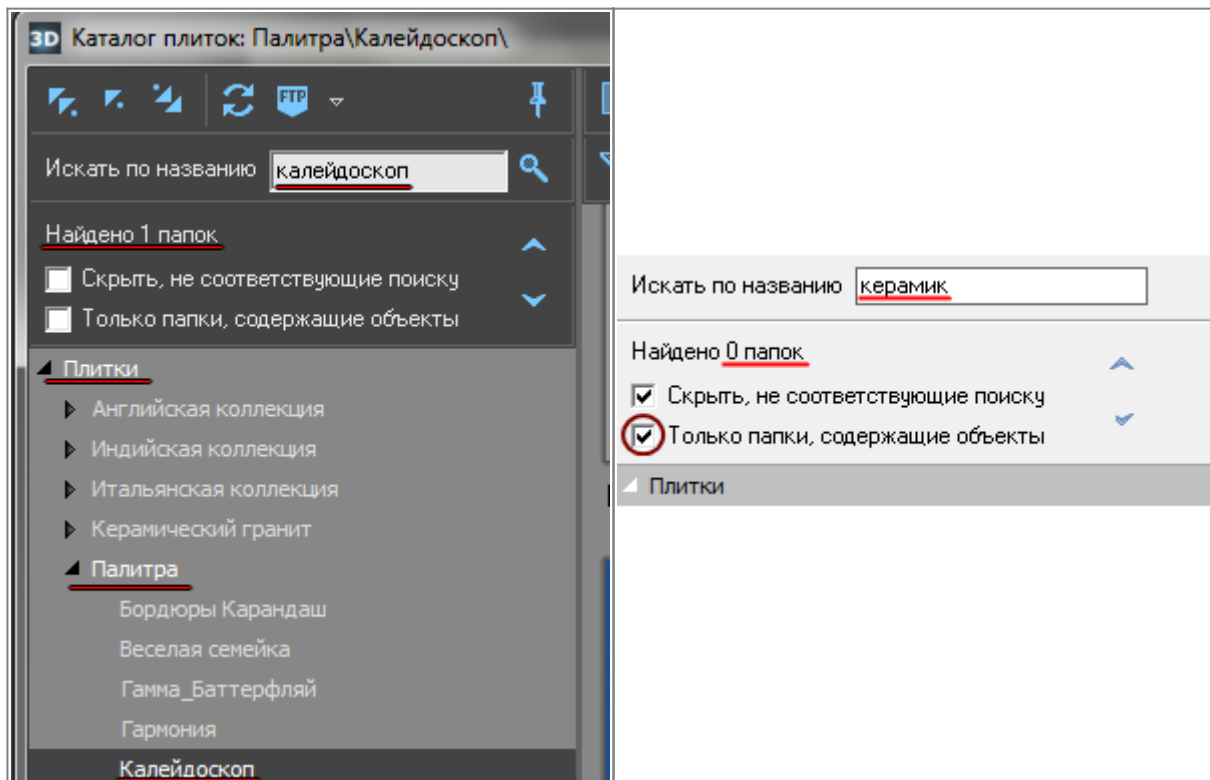 3D Каталог плиток: Палитра\Калейдоскоп\
FTP
Искать по названию калейдоскоп
Найдено 1 папок
Скрыть, не соответствующие поиску
Только папки, содержащие объекты
Плитки
Английская коллекция
Индийская коллекция
Итальянская коллекция
Керамический гранит
Палитра
Бордюры Карандаш
Веселая семейка
Гамма_Баттерфляй
Гармония
Калейдоскоп
Искать по названию керамик
Найдено 0 папок
Скрыть, не соответствующие поиску
Только папки, содержащие объекты
Плитки